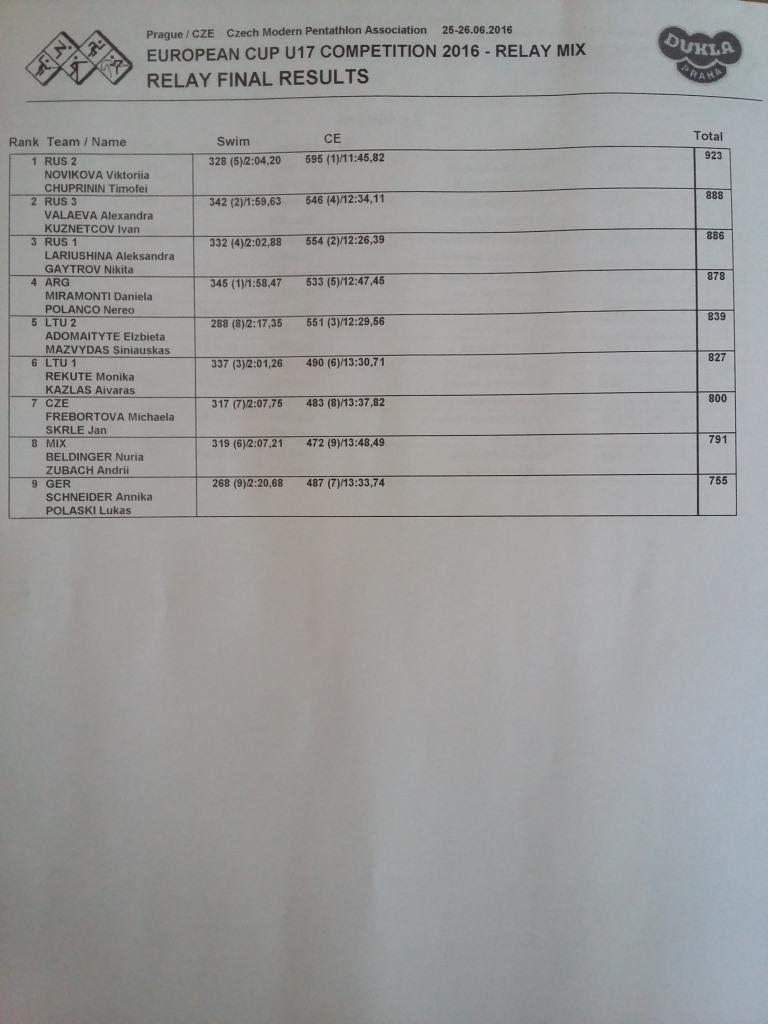 Prague / CZE Czech Modern Pentathlon Association 25-26.06.2016
EUROPEAN CUP U17 COMPETITION 2016 - RELAY MIX
RELAY FINAL RESULTS
DUKLA
PRAHA
Rank Team / Name Swim CE Total
1 RUS 2 328 (5)/2:04,20 595 (1)/11:45,82 923
NOVIKOVA Viktoriia
CHUPRININ Timofei
2 RUS 3 342 (2)/1:59,63 546 (4)/12:34,11 888
VALAEVA Alexandra
KUZNETCOV Ivan
3 RUS 1 332 (4)/2:02,88 554 (2)/12:26,39 886
LARIUSHINA Aleksandra
GAYTROV Nikita
4 ARG 345 (1)/1:58,47 533 (5)/12:47,45 878
MIRAMONTI Daniela
POLANCO Nereo
5 LTU 2 288 (8)/2:17,35 551 (3)/12:29,56 839
ADOMAITYTE Elzbieta
MAZVYDAS Siniauskas
6 LTU 1 337 (3)/2:01,26 490 (6)/13:30,71 827
REKUTE Monika
KAZLAS Aivaras
7 CZE 317 (7)/2:07,75 483 (8)/13:37,82 800
FREBORTOVA Michaela
SKRLE Jan
8 MIX 319 (6)/2:07,21 472 (9)/13:48,49 791
BELDINGER Nuria
ZUBACH Andrii
9 GER 268 (9)/2:20,68 487 (7)/13:33,74 755
SCHNEIDER Annika
POLASKI Lukas